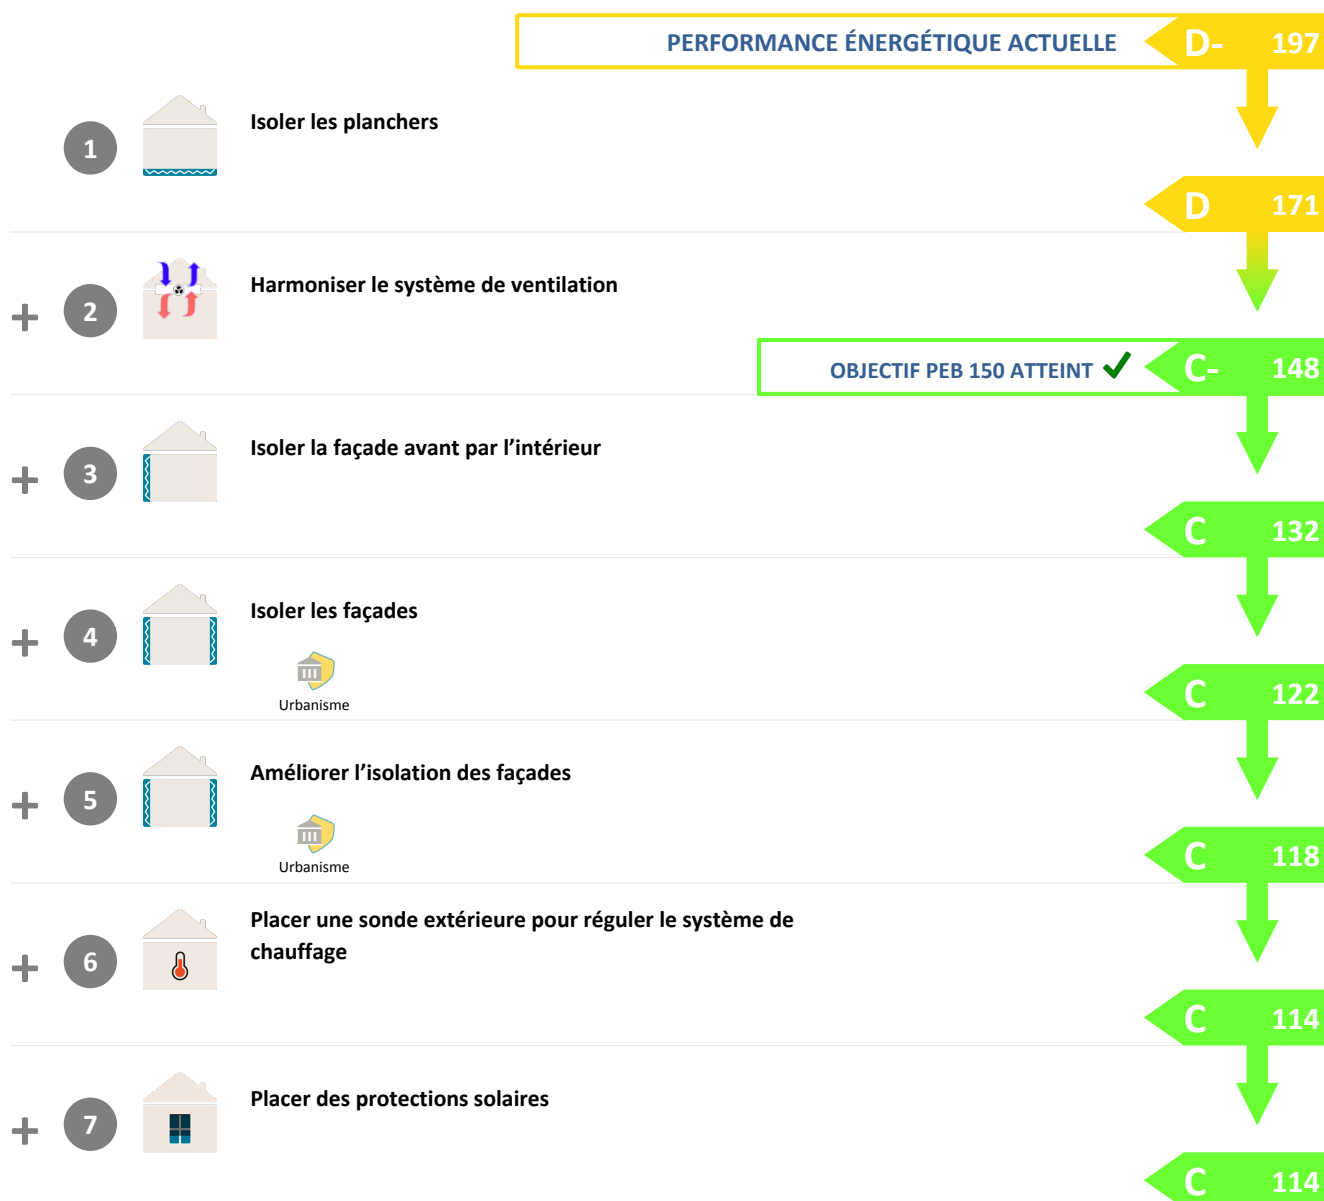 PERFORMANCE ÉNERGÉTIQUE ACTUELLE D- 197
1 Isoler les planchers
D 171
+ 2 Harmoniser le système de ventilation
OBJECTIF PEB 150 ATTEINT ✓ C- 148
+ 3 Isoler la façade avant par l’intérieur
C 132
+ 4 Isoler les façades
Urbanisme
C 122
+ 5 Améliorer l’isolation des façades
Urbanisme
C 118
+ 6 Placer une sonde extérieure pour réguler le système de
chauffage
C 114
+ 7 Placer des protections solaires
C 114